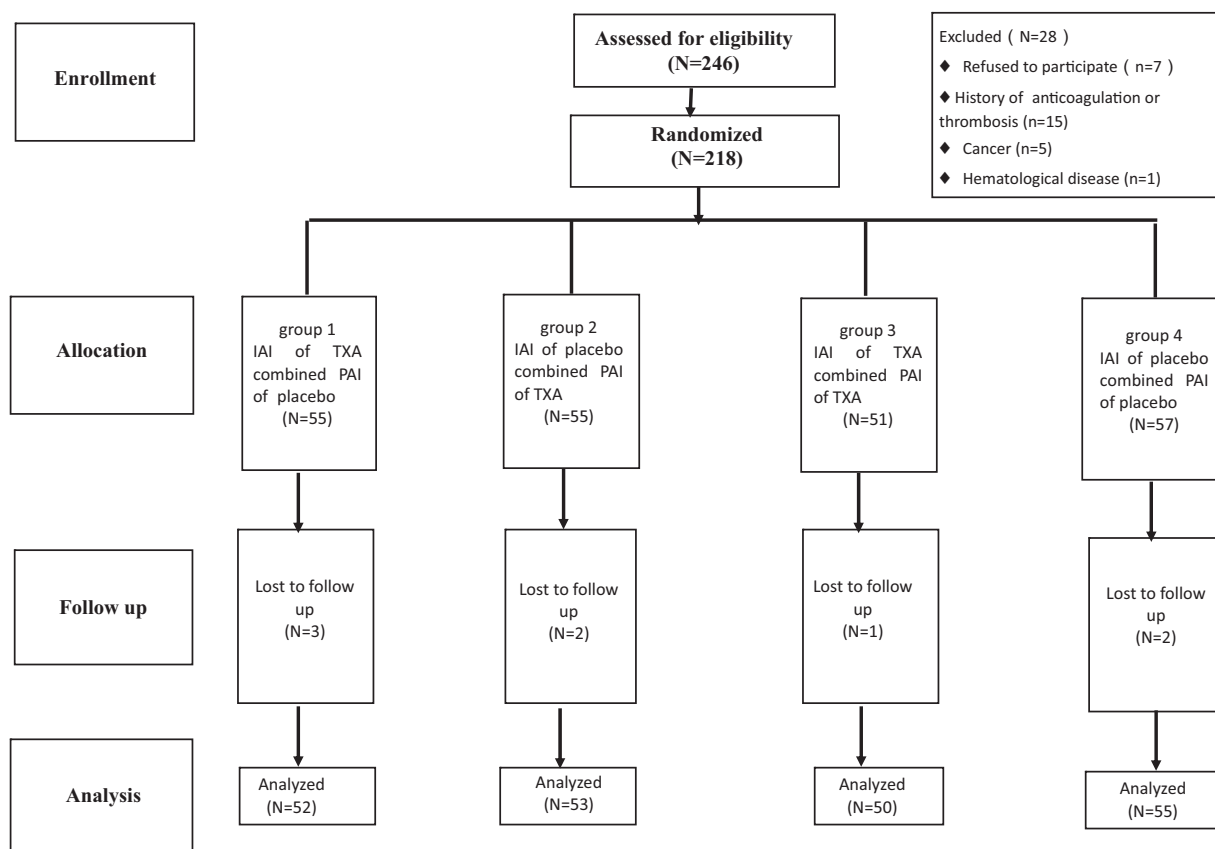 Enrollment
Assessed for eligibility
(N=246)
Excluded ( N=28 )
♦ Refused to participate ( n=7 )
♦ History of anticoagulation or
thrombosis (n=15)
♦ Cancer (n=5)
♦ Hematological disease (n=1)
Randomized
(N=218)
Allocation
group 1
IAI of TXA
combined PAI
of placebo
(N=55)
group 2
IAI of placebo
combined PAI
of TXA
(N=55)
group 3
IAI of TXA
combined PAI
of TXA
(N=51)
group 4
IAI of placebo
combined PAI
of placebo
(N=57)
Follow up
Lost to follow
up
(N=3)
Lost to follow
up
(N=2)
Lost to follow
up
(N=1)
Lost to follow
up
(N=2)
Analysis
Analyzed
(N=52)
Analyzed
(N=53)
Analyzed
(N=50)
Analyzed
(N=55)